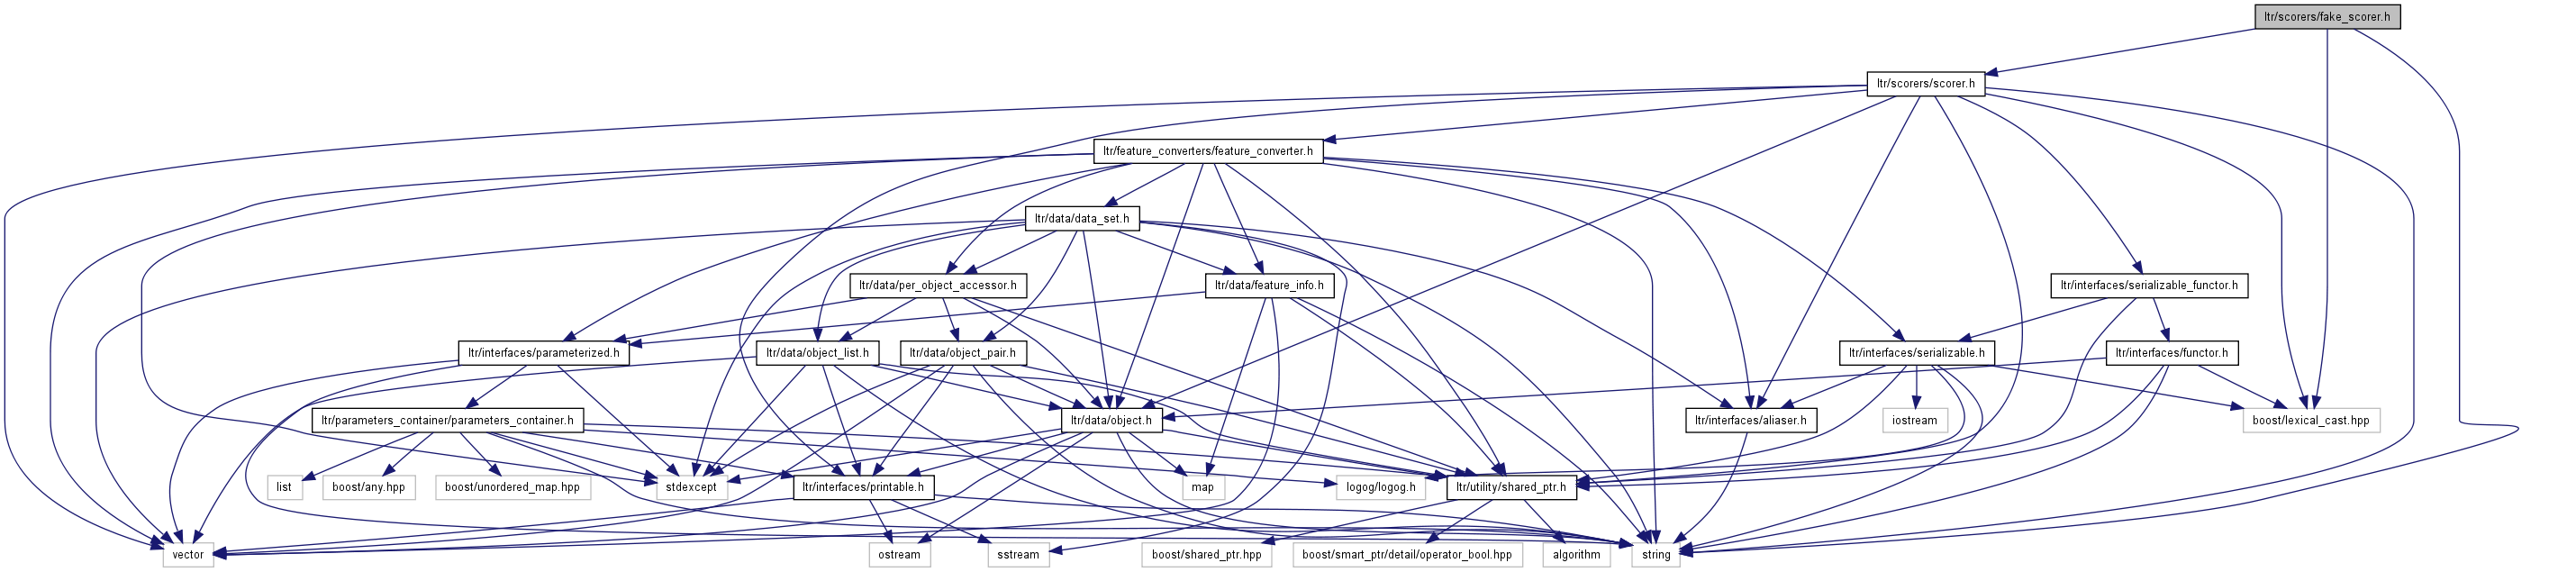 ltr/scorers/fake_scorer.h
ltr/scorers/scorer.h
ltr/feature_converters/feature_converter.h
ltr/data/data_set.h
ltr/data/per_object_accessor.h
ltr/data/feature_info.h
ltr/interfaces/serializable_functor.h
ltr/interfaces/parameterized.h
ltr/data/object_list.h
ltr/data/object_pair.h
ltr/interfaces/serializable.h
ltr/interfaces/functor.h
ltr/parameters_container/parameters_container.h
ltr/data/object.h
ltr/interfaces/aliaser.h
iostream
boost/lexical_cast.hpp
list
boost/any.hpp
boost/unordered_map.hpp
stdexcept
ltr/interfaces/printable.h
map
logog/logog.h
ltr/utility/shared_ptr.h
vector
ostream
sstream
boost/shared_ptr.hpp
boost/smart_ptr/detail/operator_bool.hpp
algorithm
string